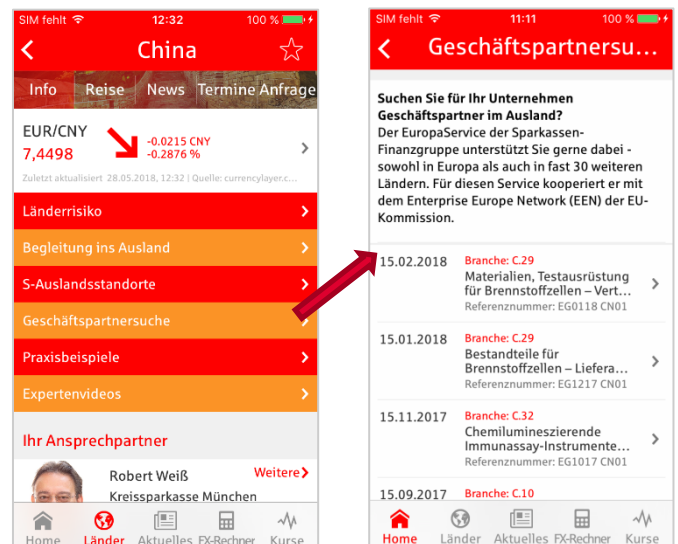 SIM fehlt 12:32 100 %
China
Info Reise News Termine Anfrage
EUR/CNY
7,4498
-0.0215 CNY
-0.2876 %
Zuletzt aktualisiert 28.05.2018, 12:32 | Quelle: currencylayer.c...
Länderrisiko
Begleitung ins Ausland
S-Auslandsstandorte
Geschäftspartnersuche
Praxisbeispiele
Expertenvideos
Ihr Ansprechpartner
Robert Weiß
Weitere
Kreissparkasse München
Home Länder Aktuelles FX-Rechner Kurse
SIM fehlt 11:11 100 %
Geschäftspartnersu...
Suchen Sie für Ihr Unternehmen
Geschäftspartner im Ausland?
Der EuropaService der Sparkassen-
Finanzgruppe unterstützt Sie gerne dabei -
sowohl in Europa als auch in fast 30 weiteren
Ländern. Für diesen Service kooperiert er mit
dem Enterprise Europe Network (EEN) der EU-
Kommission.
15.02.2018 Branche: C.29
Materialien, Testausrüstung
für Brennstoffzellen – Vert...
Referenznummer: EG0118 CN01
15.01.2018 Branche: C.29
Bestandteile für
Brennstoffzellen – Liefera...
Referenznummer: EG1217 CN01
15.11.2017 Branche: C.32
Chemilumineszierende
Immunassay-Instrumente...
Referenznummer: EG1017 CN01
15.09.2017 Branche: C.10
Home Länder Aktuelles FX-Rechner Kurse